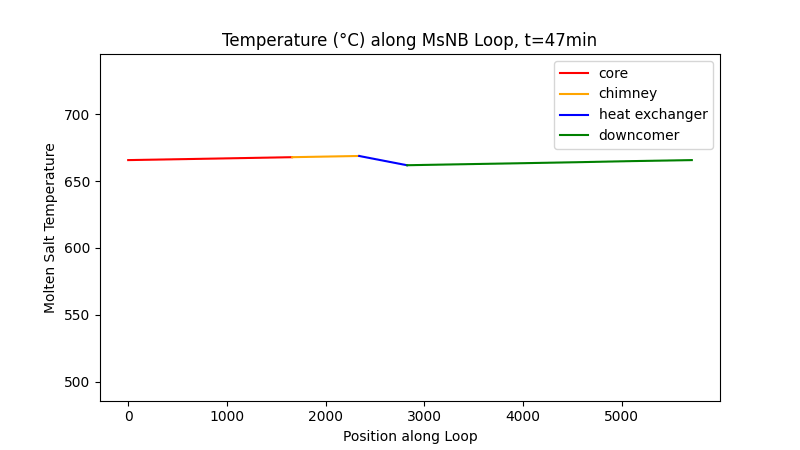 Temperature (°C) along MsNB Loop, t=47min
core
chimney
heat exchanger
downcomer
Molten Salt Temperature
700
650
600
550
500
0 1000 2000 3000 4000 5000
Position along Loop